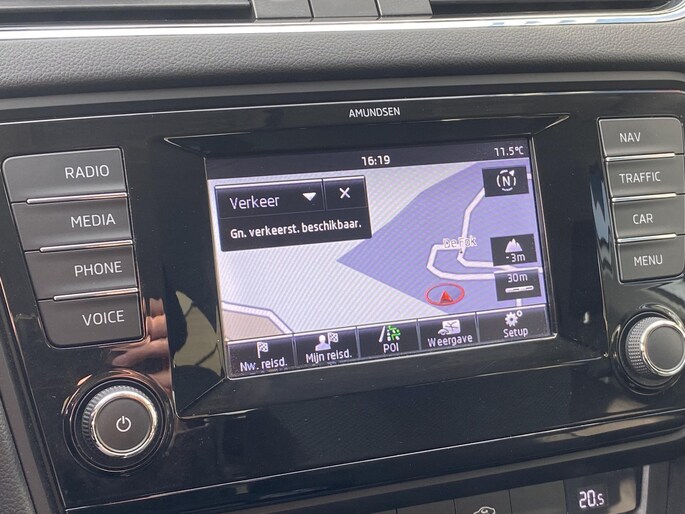 AMUNDSEN
RADIO
MEDIA
PHONE
VOICE
16:19
11.5°C
Verkeer
Gn. verkeerst. beschikbaar.
N
-3m
30m
Nw. reisd.
Mijn reisd.
POI
Weergave
Setup
NAV
TRAFFIC
CAR
MENU
20.5